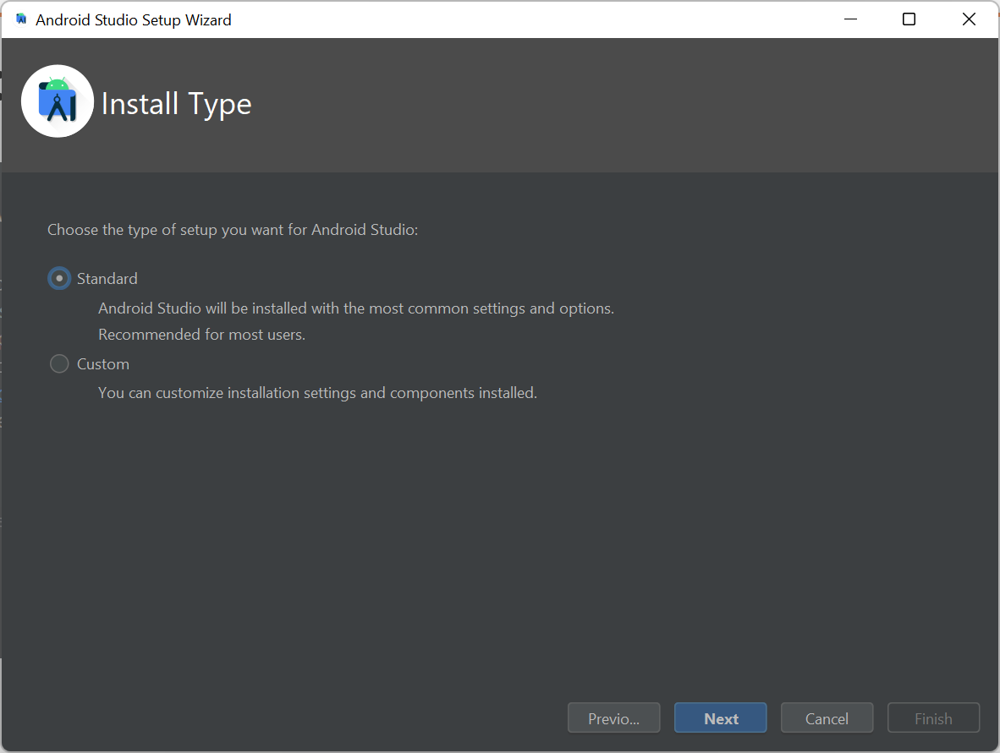 Android Studio Setup Wizard
Install Type
Choose the type of setup you want for Android Studio:
Standard
Android Studio will be installed with the most common settings and options.
Recommended for most users.
Custom
You can customize installation settings and components installed.
Previo... Next Cancel Finish